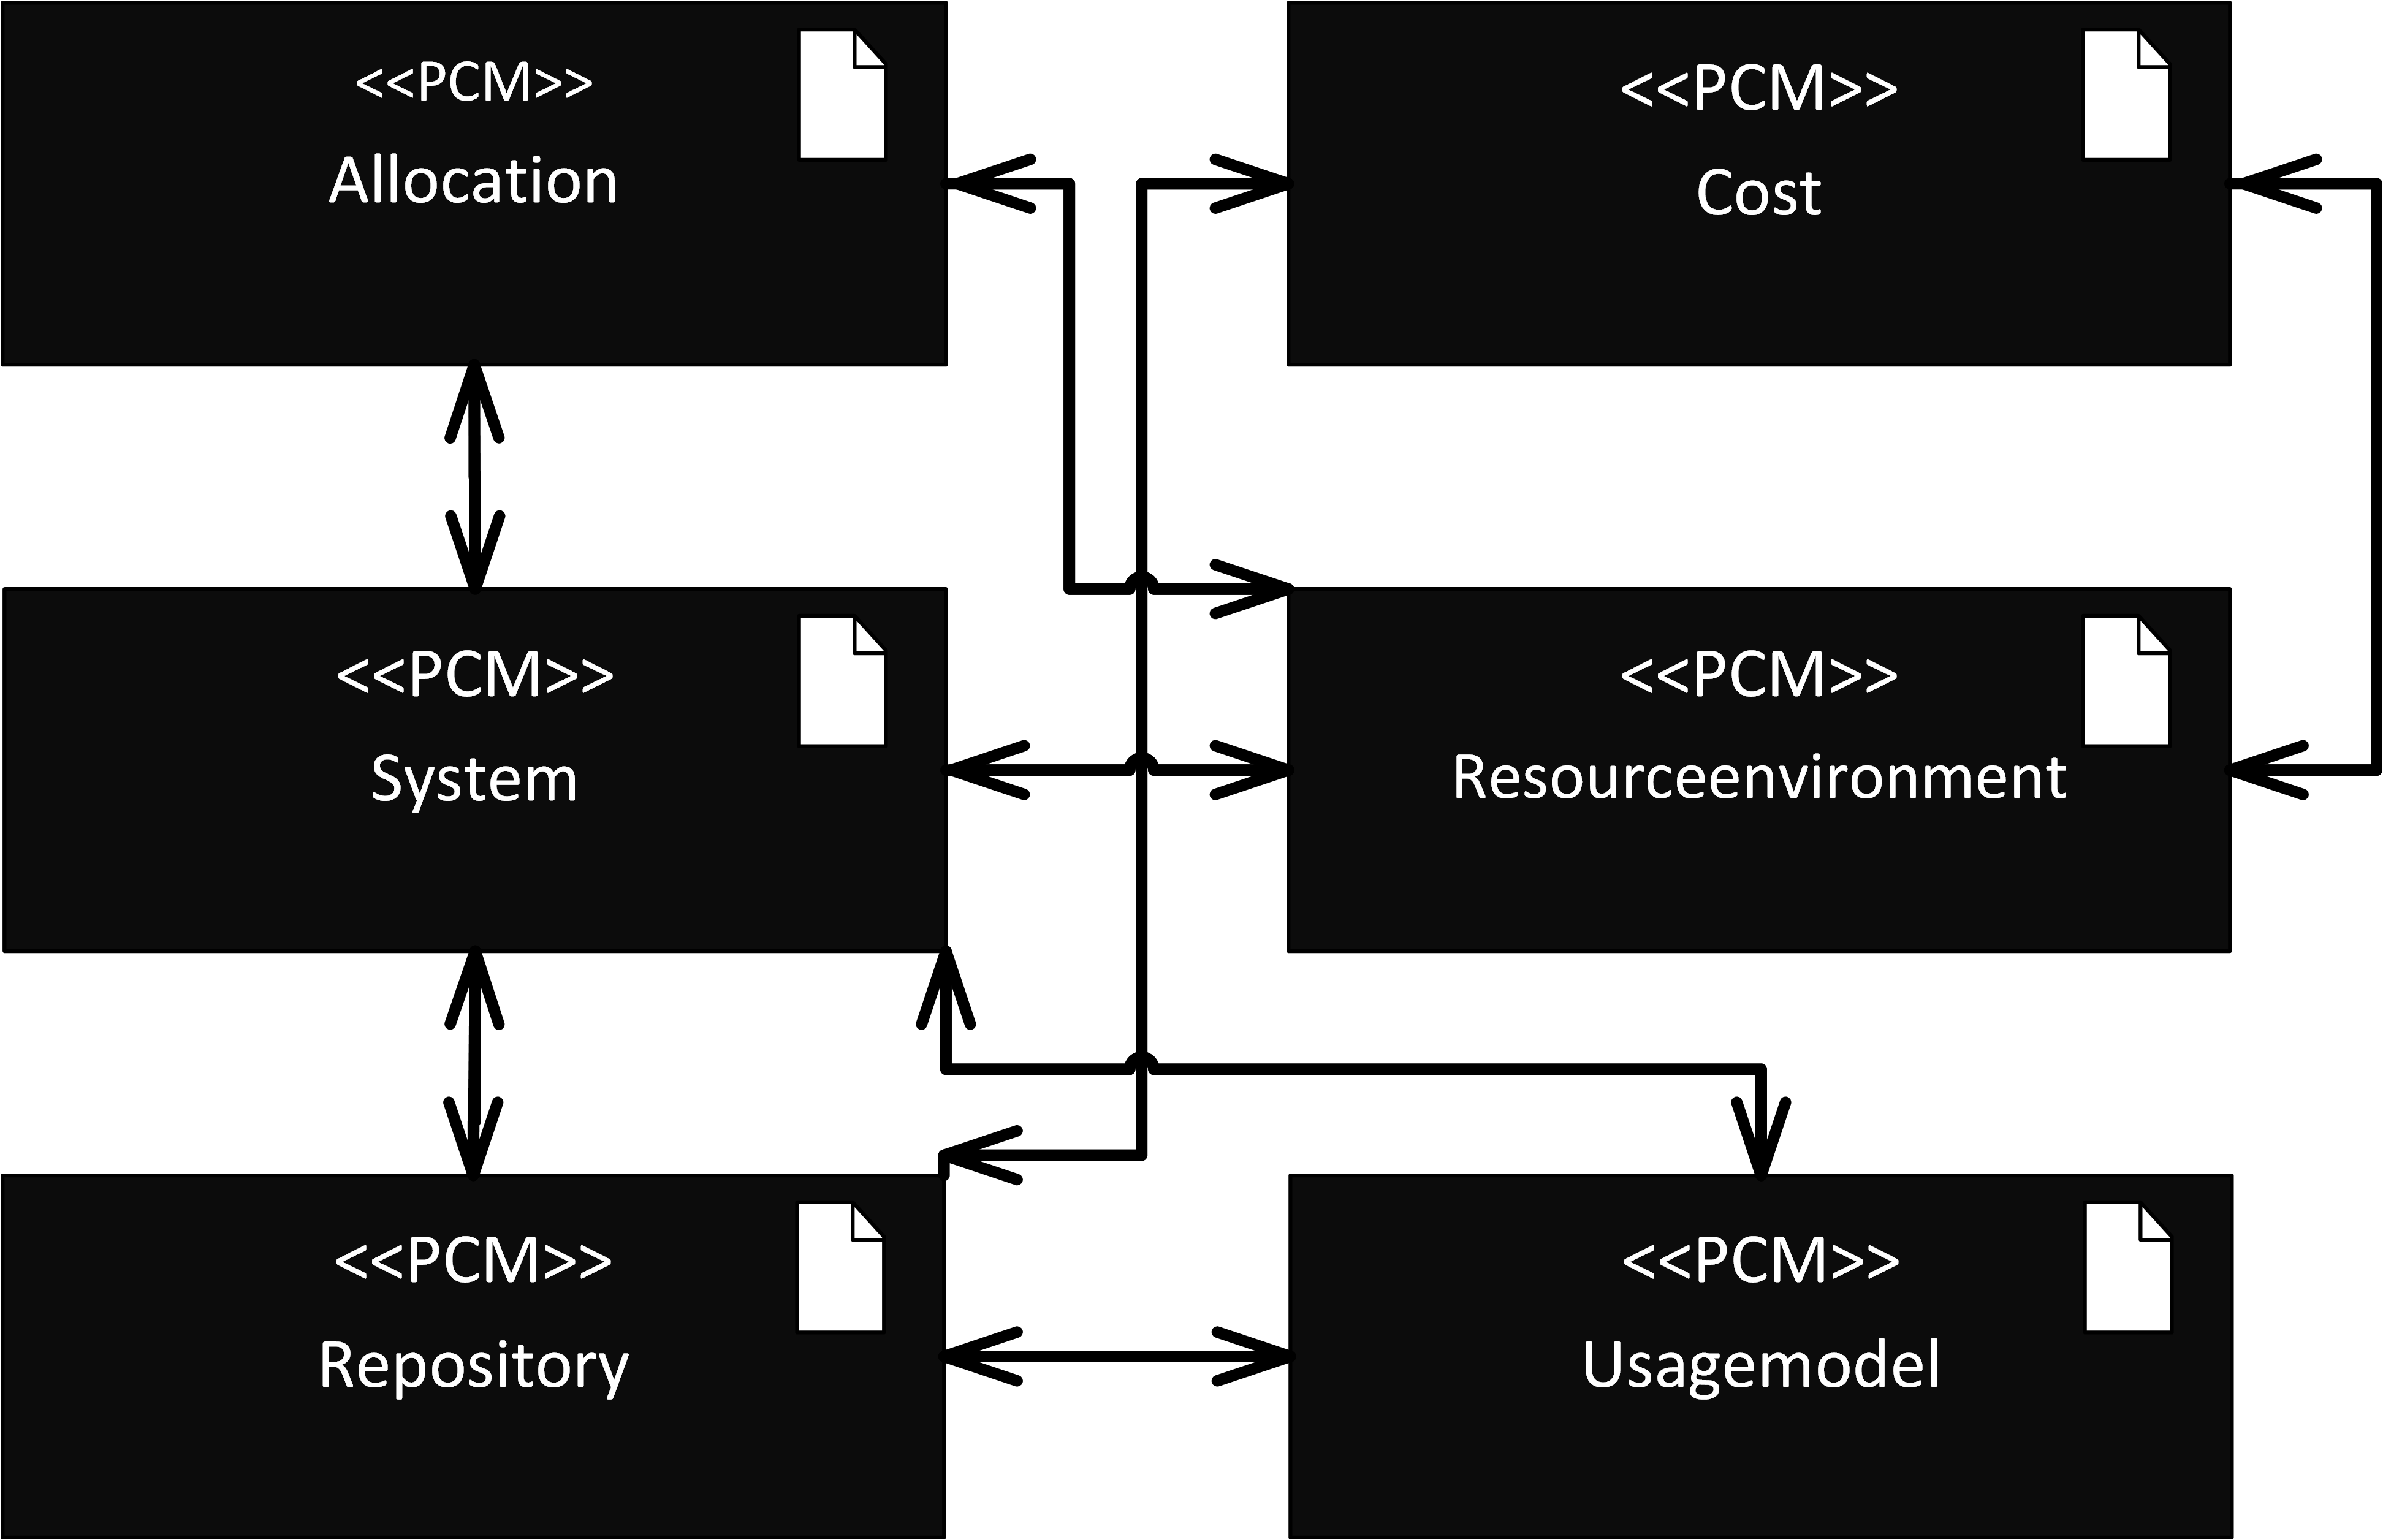 <<PCM>>
Allocation
<<PCM>>
Cost
<<PCM>>
System
<<PCM>>
Resourceenvironment
<<PCM>>
Repository
<<PCM>>
Usagemodel